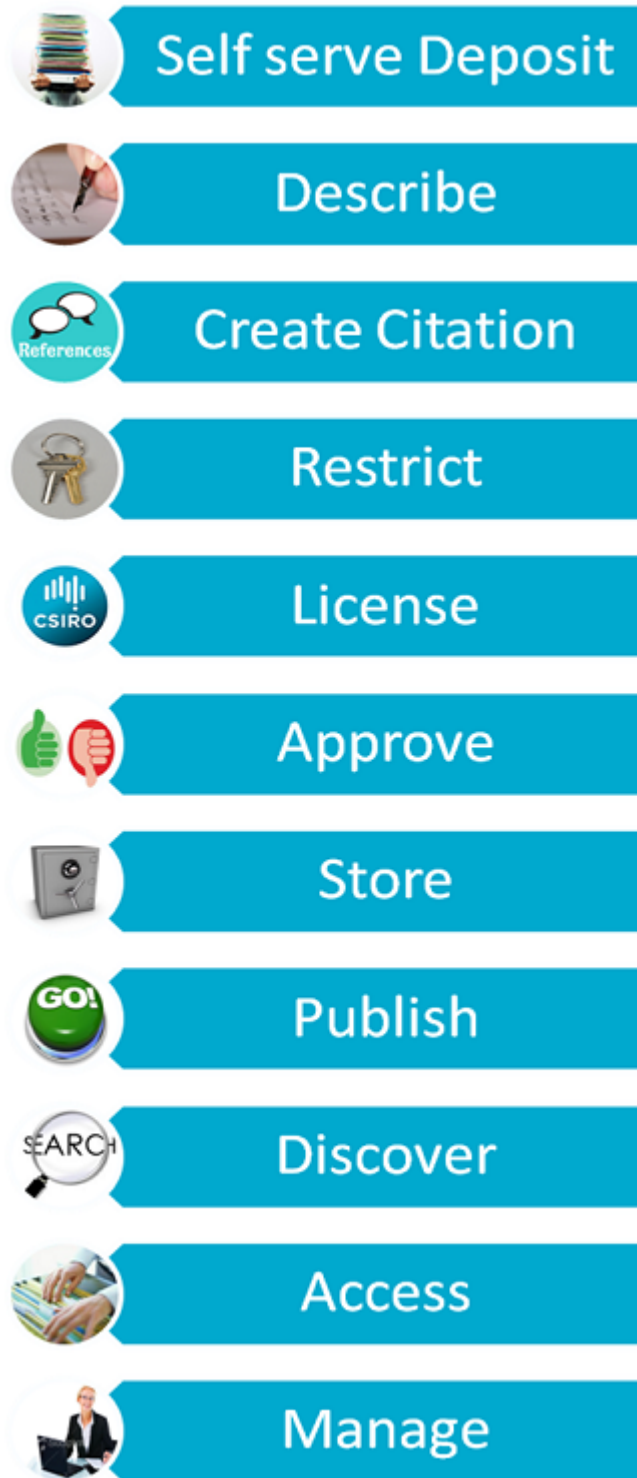 Self serve Deposit
Describe
References
Create Citation
Restrict
CSIRO
License
Approve
Store
GO!
Publish
SEARCH
Discover
Access
Manage